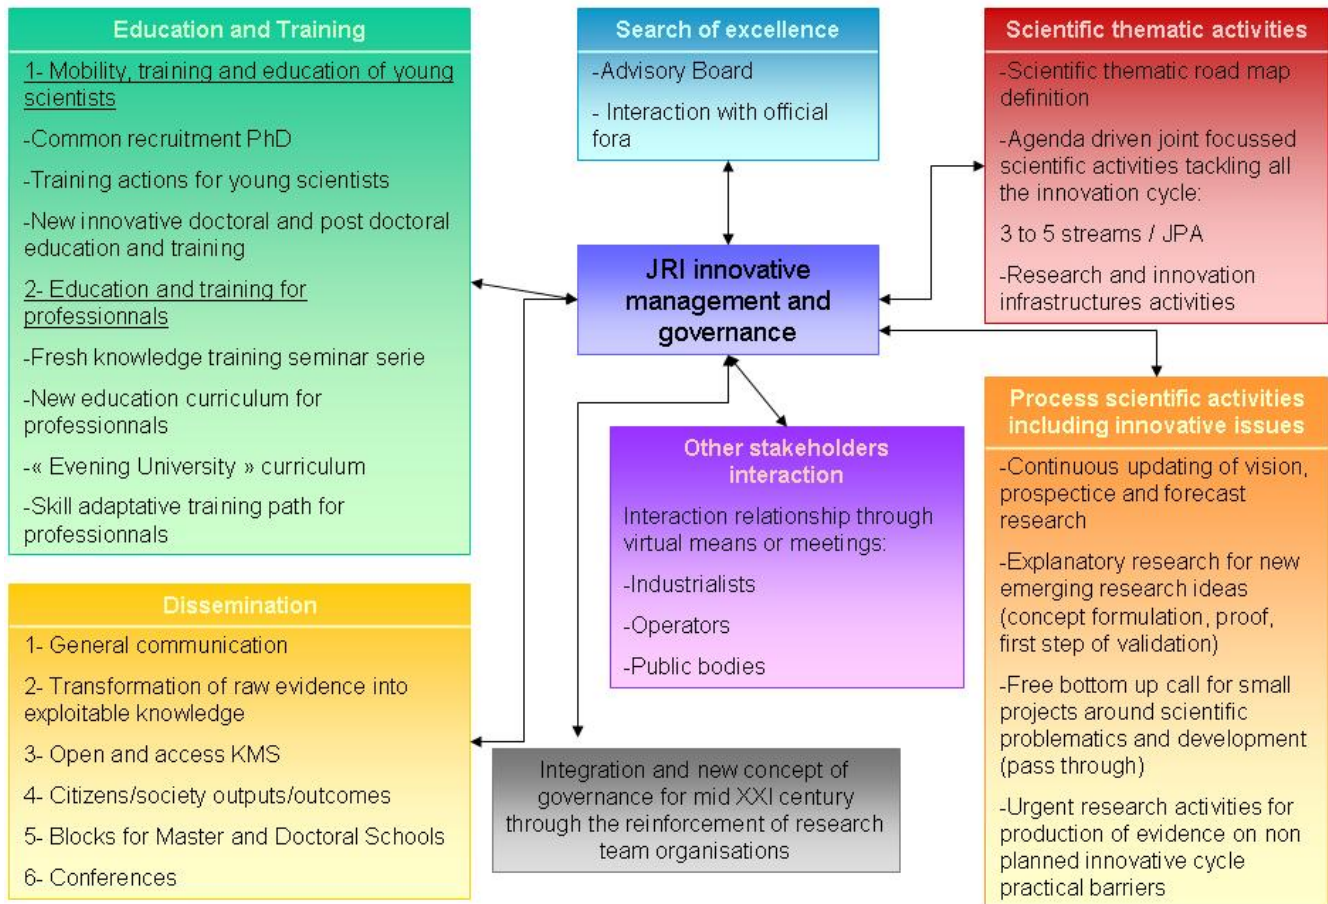 Education and Training
1- Mobility, training and education of young
scientists
-Common recruitment PhD
-Training actions for young scientists
-New innovative doctoral and post doctoral
education and training
2- Education and training for
professionnals
-Fresh knowledge training seminar serie
-New education curriculum for
professionnals
-« Evening University » curriculum
-Skill adaptative training path for
professionnals
Dissemination
1- General communication
2- Transformation of raw evidence into
exploitable knowledge
3- Open and access KMS
4- Citizens/society outputs/outcomes
5- Blocks for Master and Doctoral Schools
6- Conferences
Search of excellence
-Advisory Board
- Interaction with official
fora
JRI innovative
management and
governance
Other stakeholders
interaction
Interaction relationship through
virtual means or meetings:
-Industrialists
-Operators
-Public bodies
Integration and new concept of
governance for mid XXI century
through the reinforcement of research
team organisations
Scientific thematic activities
-Scientific thematic road map
definition
-Agenda driven joint focussed
scientific activities tackling all
the innovation cycle:
3 to 5 streams / JPA
-Research and innovation
infrastructures activities
Process scientific activities
including innovative issues
-Continuous updating of vision,
prospectice and forecast
research
-Explanatory research for new
emerging research ideas
(concept formulation, proof,
first step of validation)
-Free bottom up call for small
projects around scientific
problematics and development
(pass through)
-Urgent research activities for
production of evidence on non
planned innovative cycle
practical barriers